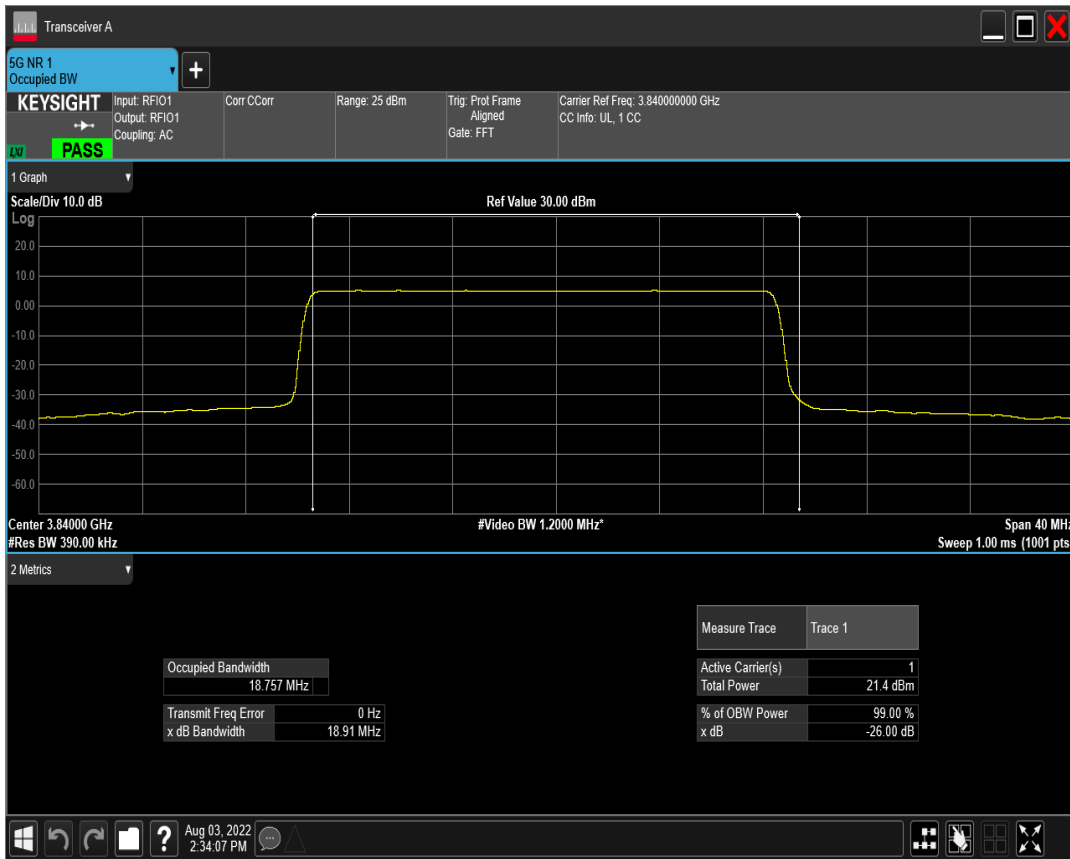 Transceiver A
5G NR 1
Occupied BW
KEYSIGHT
LXI
PASS
Input: RFIO1
Output: RFIO1
Coupling: AC
Corr CCorr
Range: 25 dBm
Trig: Prot Frame
Aligned
Gate: FFT
Carrier Ref Freq: 3.840000000 GHz
CC Info: UL, 1 CC
1 Graph
Scale/Div 10.0 dB
Ref Value 30.00 dBm
Log
20.0
10.0
0.00
-10.0
-20.0
-30.0
-40.0
-50.0
-60.0
Center 3.84000 GHz
#Video BW 1.2000 MHz*
Span 40 MHz
#Res BW 390.00 kHz
Sweep 1.00 ms (1001 pts
2 Metrics
Measure Trace Trace 1
Occupied Bandwidth
18.757 MHz
Active Carrier(s) 1
Total Power 21.4 dBm
Transmit Freq Error 0 Hz
x dB Bandwidth 18.91 MHz
% of OBW Power 99.00 %
x dB -26.00 dB
?
Aug 03, 2022
2:34:07 PM